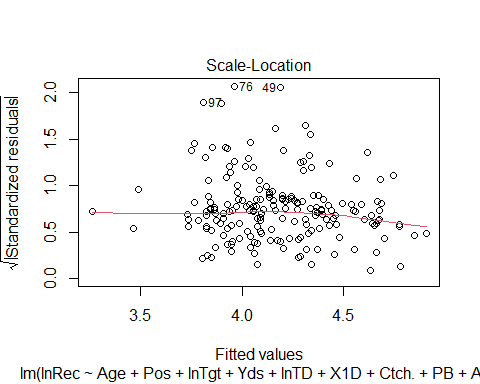 Scale-Location
√|Standardized residuals|
2.0
1.5
1.0
0.5
0.0
76
49
97
3.5 4.0 4.5
Fitted values
lm(lnRec ~ Age + Pos + lnTgt + Yds + lnTD + X1D + Ctch. + PB + A